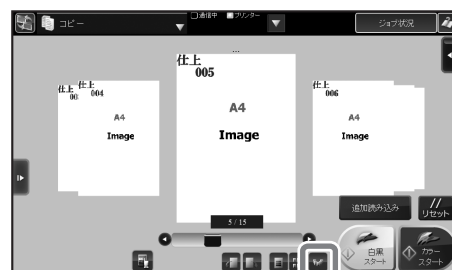 コピー
通信中
プリンター
ジョブ状況
...
仕上
005
A4
Image
仕上
00
仕上
004
A4
Image
仕上
006
A4
Image
5 / 15
追加読み込み
リセット
白黒
スタート
カラー
スタート